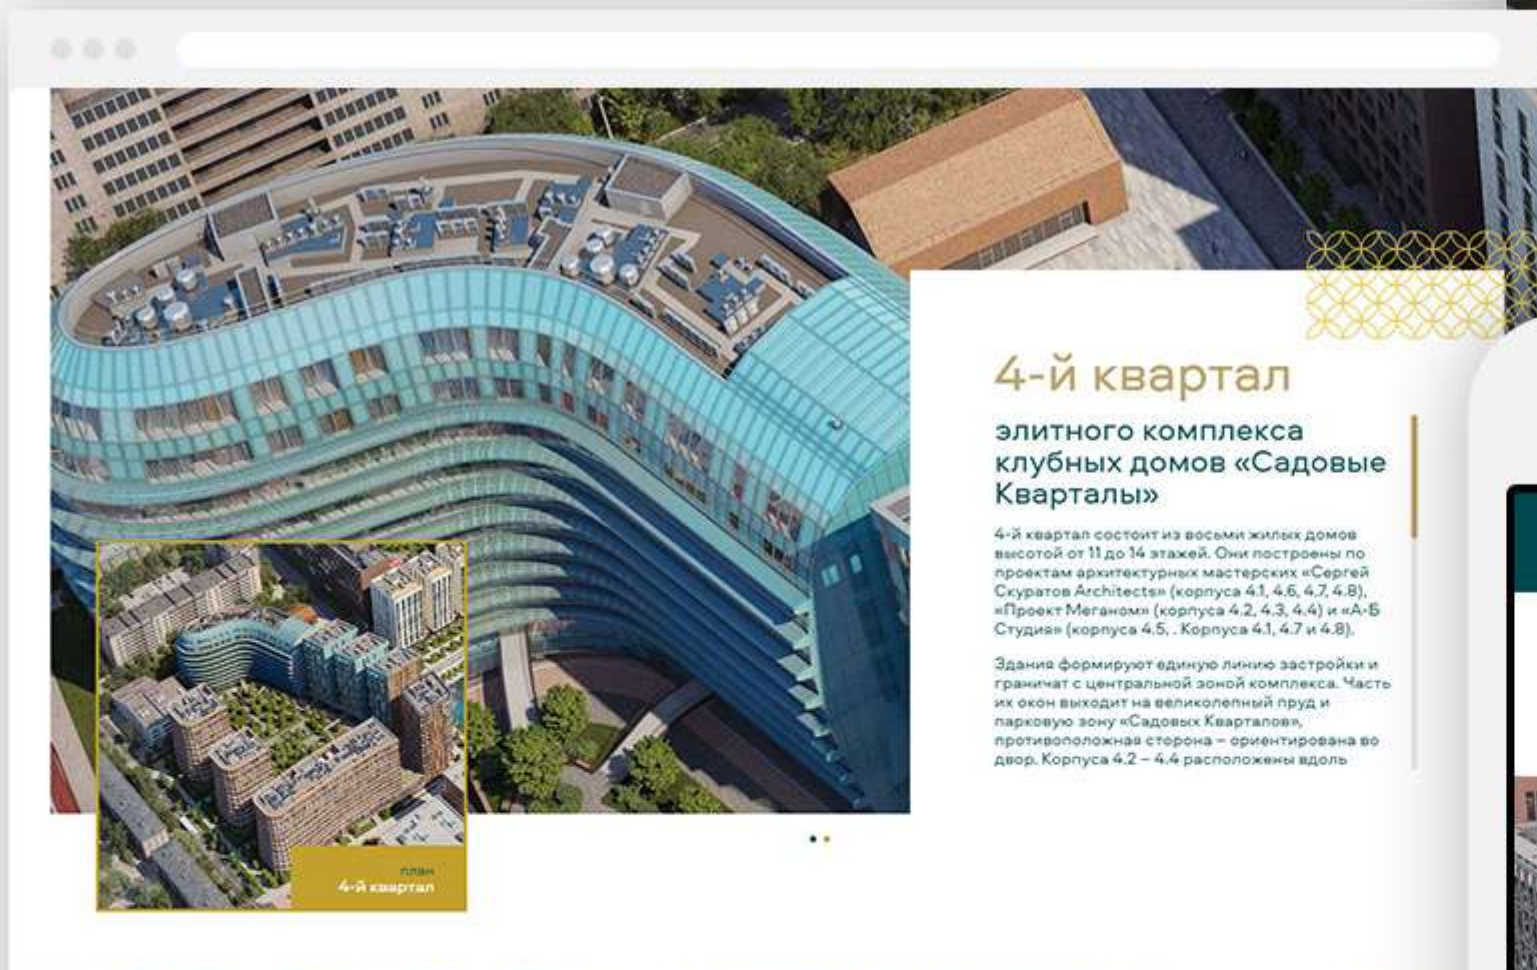 4-й квартал
элитного комплекса
клубных домов «Садовые
Кварталы»
4-й квартал состоит из восьми жилых домов
высотой от 11 до 14 этажей. Они построены по
проектам архитектурных мастерских «Сергей
Скуратов Architects» (корпуса 4.1, 4.6, 4.7, 4.8),
«Проект Меганом» (корпуса 4.2, 4.3, 4.4) и «А-Б
Студия» (корпуса 4.5, . Корпуса 4.1, 4.7 и 4.8).
Здания формируют единую линию застройки и
граничат с центральной зоной комплекса. Часть
их окон выходит на великолепный пруд и
парковую зону «Садовых Кварталов»,
противоположная сторона – ориентирована во
двор. Корпуса 4.2 – 4.4 расположены вдоль
план
4-й квартал